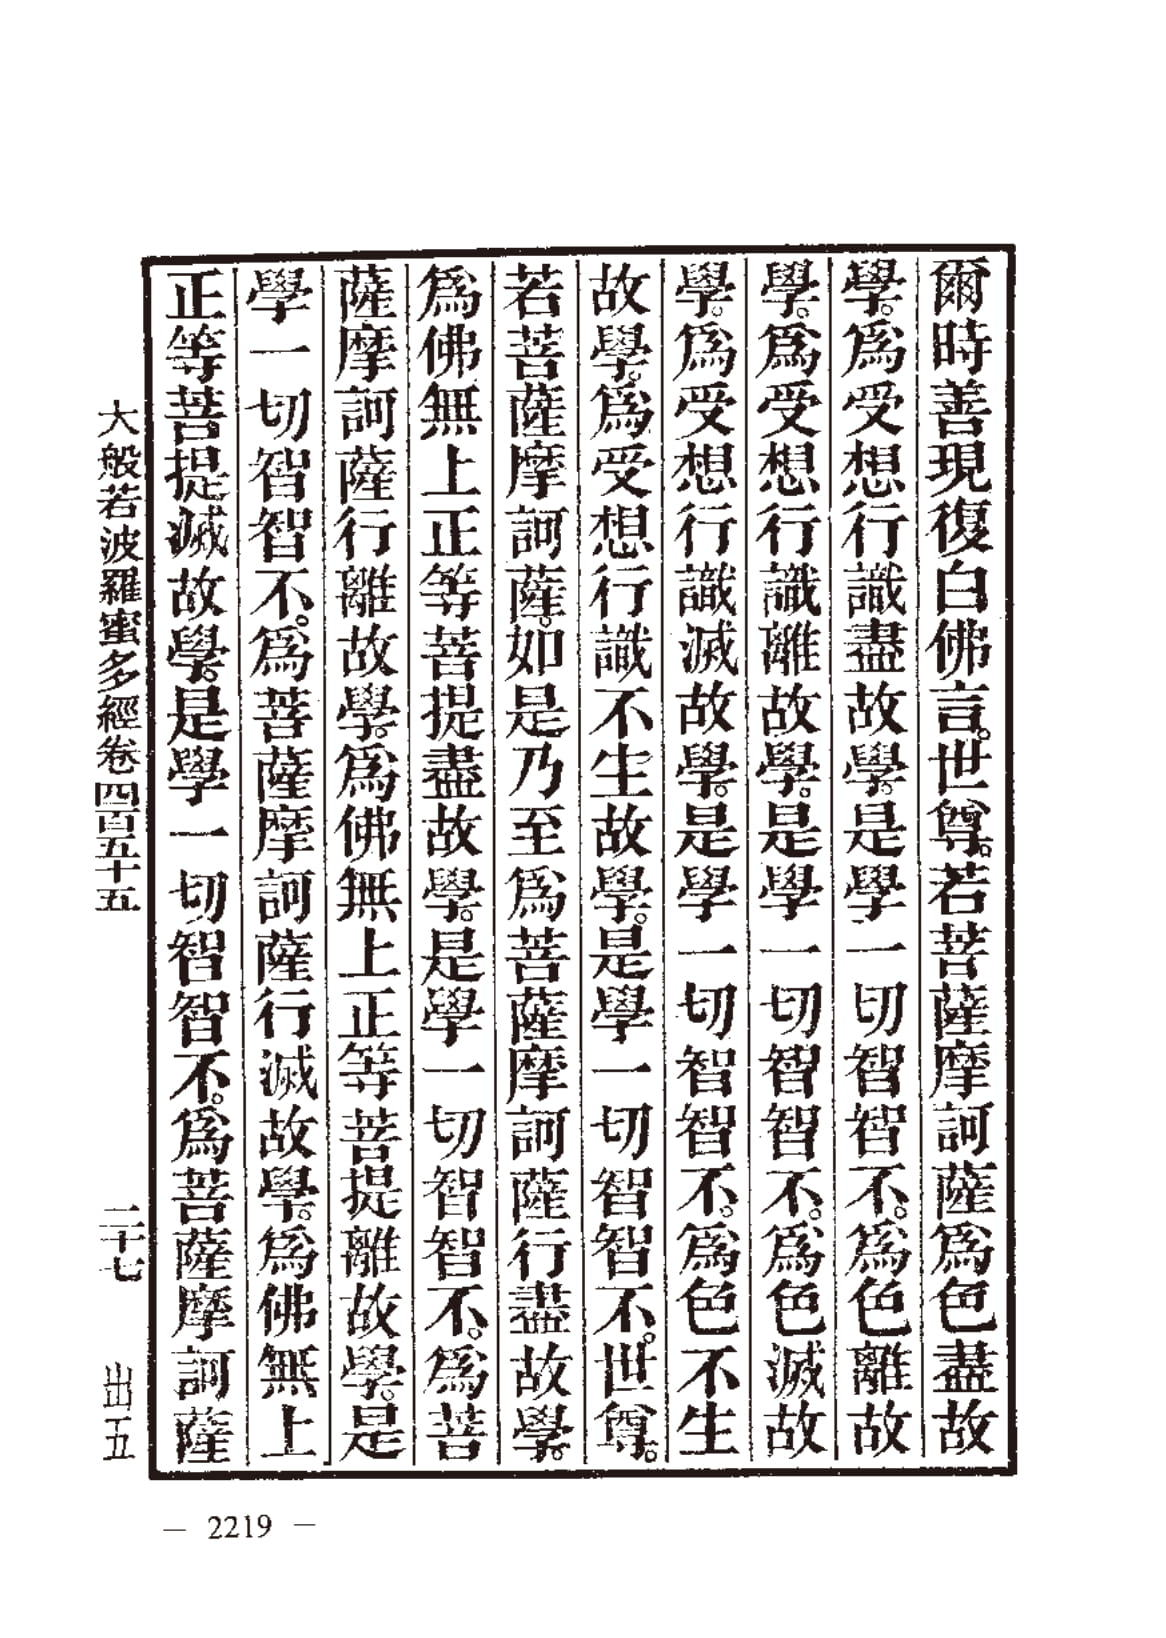 爾時善現復白佛言。世尊。若菩薩摩訶薩爲色盡故
學。爲受想行識盡故學。是學一切智智不。爲色離故
學。爲受想行識離故學。是學一切智智不。爲色滅故
學。爲受想行識滅故學。是學一切智智不。爲色不生
故學。爲受想行識不生故學。是學一切智智不。世尊。
若菩薩摩訶薩。如是乃至爲菩薩摩訶薩行盡故學。
爲佛無上正等菩提盡故學。是學一切智智不。爲菩
薩摩訶薩行離故學。爲佛無上正等菩提離故學。是
學一切智智不。爲菩薩摩訶薩行滅故學。爲佛無上
正等菩提滅故學。是學一切智智不。爲菩薩摩訶薩
大般若波羅蜜多經卷四百五十五 二十七 出五
— 2219 —